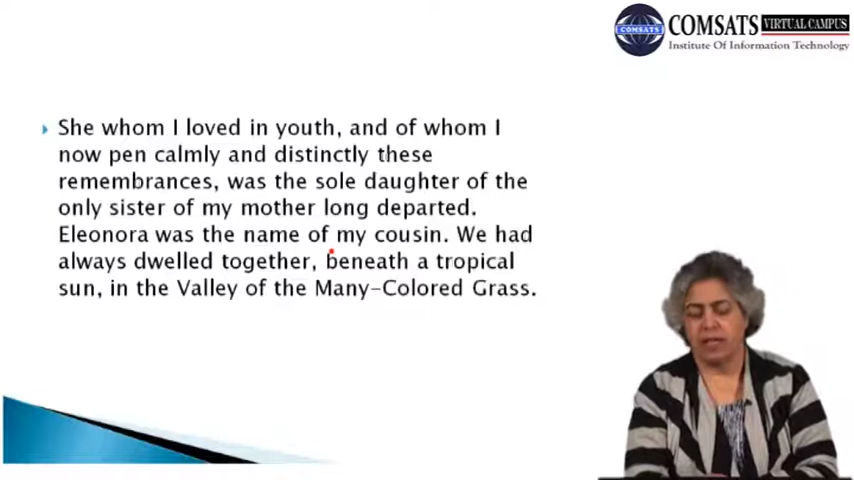 COMSATS
VIRTUAL CAMPUS
COMSATS
Institute Of Information Technology
She whom I loved in youth, and of whom I
now pen calmly and distinctly these
remembrances, was the sole daughter of the
only sister of my mother long departed.
Eleonora was the name of my cousin. We had
always dwelled together, beneath a tropical
sun, in the Valley of the Many-Colored Grass.